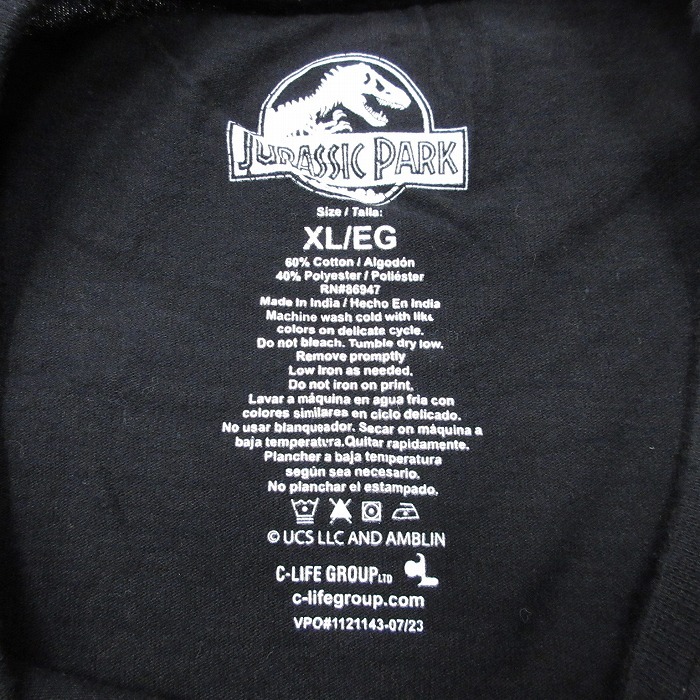 JURASSIC PARK
Size / Talla:
XL/EG
60% Cotton / Algodón
40% Polyester / Poliéster
RN#86947
Made In India / Hecho En India
Machine wash cold with like
colors on delicate cycle.
Do not bleach. Tumble dry low.
Remove promptly
Low Iron as needed.
Do not iron on print.
Lavar a máquina en agua fria con
colores similares en ciclo delicado.
No usar blanqueador. Secar on máquina a
baja temperatura.Quitar rapidamente.
Plancher a baja temperatura
según sea necesario.
No planchar el estampado.
© UCS LLC AND AMBLIN
C-LIFE GROUP LTD
c-lifegroup.com
VPO#1121143-07/23